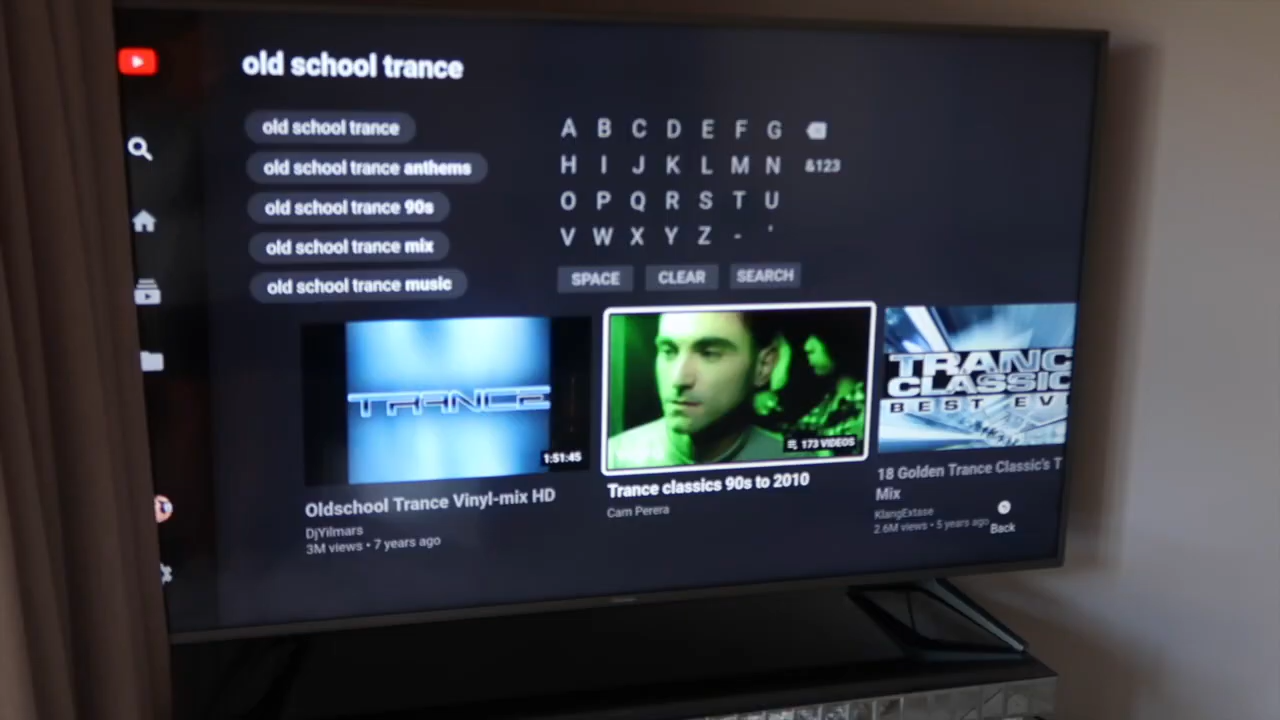 old school trance
old school trance
old school trance anthems
old school trance 90s
old school trance mix
old school trance music
A B C D E F G
H I J K L M N &123
O P Q R S T U
V W X Y Z - '
SPACE CLEAR SEARCH
TRANCE
1:51:45
Oldschool Trance Vinyl-mix HD
DjYilmars
3M views • 7 years ago
173 VIDEOS
Trance classics 90s to 2010
Cam Perera
TRANC
CLASSIC
BEST EV
18 Golden Trance Classic's T
Mix
KlangExtase
2.6M views • 5 years ago
Back